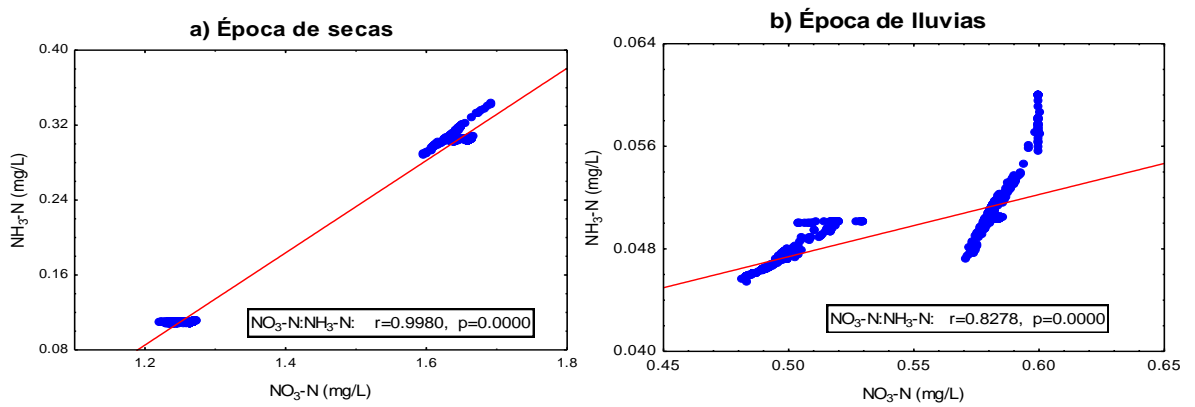 a) Época de secas
0.40
0.32
0.24
0.16
0.08
NH₃-N (mg/L)
NO₃-N:NH₃-N: r=0.9980, p=0.0000
1.2 1.4 1.6 1.8
NO₃-N (mg/L)
b) Época de lluvias
0.064
0.056
0.048
0.040
NH₃-N (mg/L)
NO₃-N:NH₃-N: r=0.8278, p=0.0000
0.45 0.50 0.55 0.60 0.65
NO₃-N (mg/L)